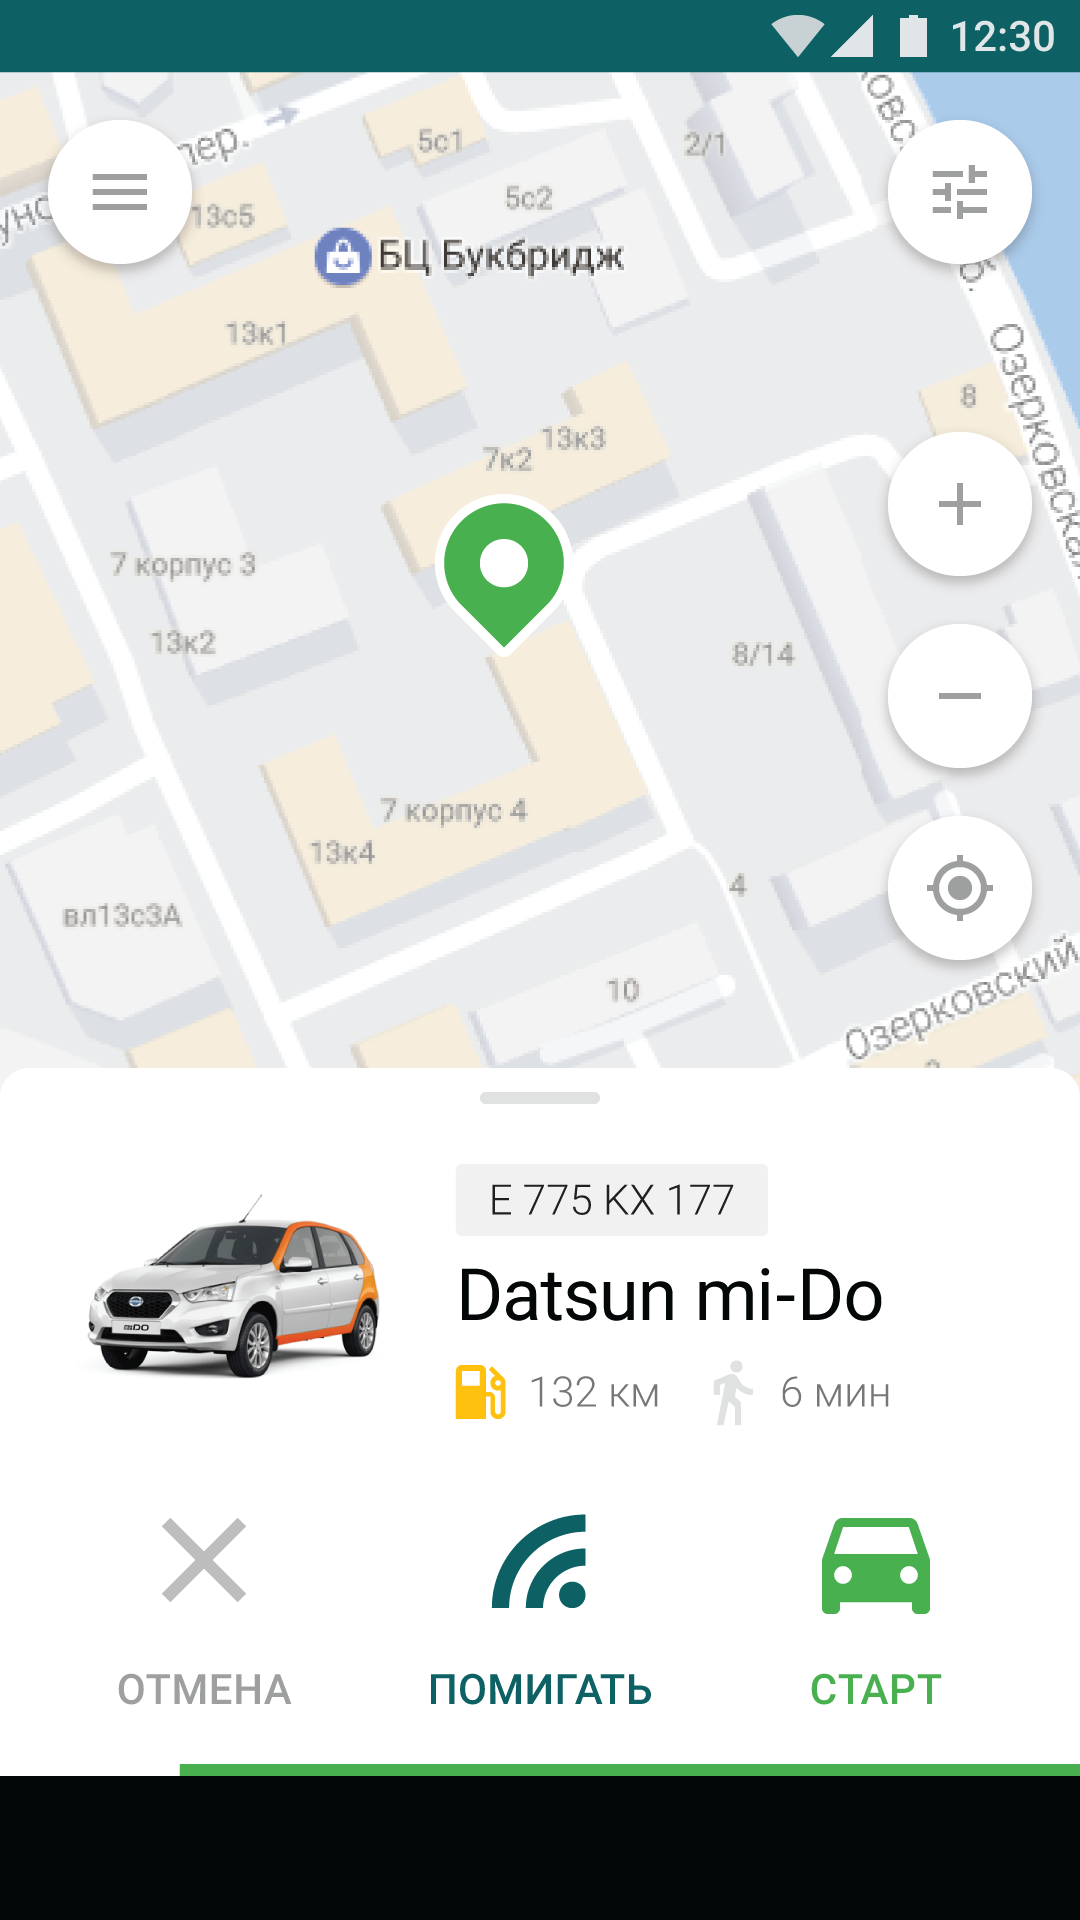 12:30
пер.
5с1
2/1
5с2
13с5
БЦ Букбридж
13к1
Озерковская
8
13к3
7к2
7 корпус 3
13к2
8/14
7 корпус 4
13к4
4
вл13с3А
10
Озерковский
Е 775 КХ 177
Datsun mi-Do
132 км
6 мин
ОТМЕНА
ПОМИГАТЬ
СТАРТ